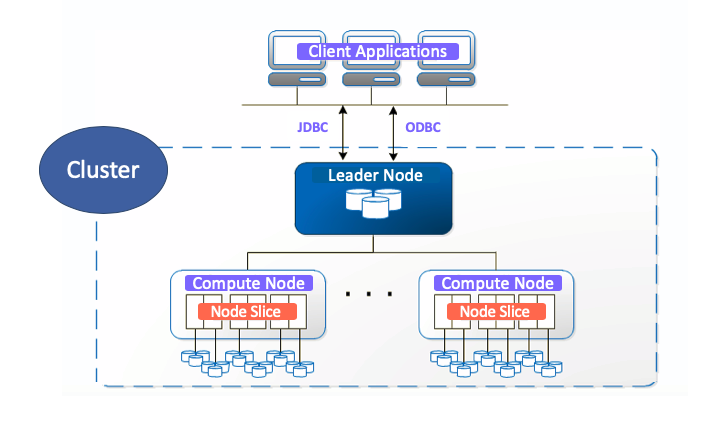 Client Applications
JDBC
ODBC
Cluster
Leader Node
Compute Node
Compute Node
Node Slice
Node Slice